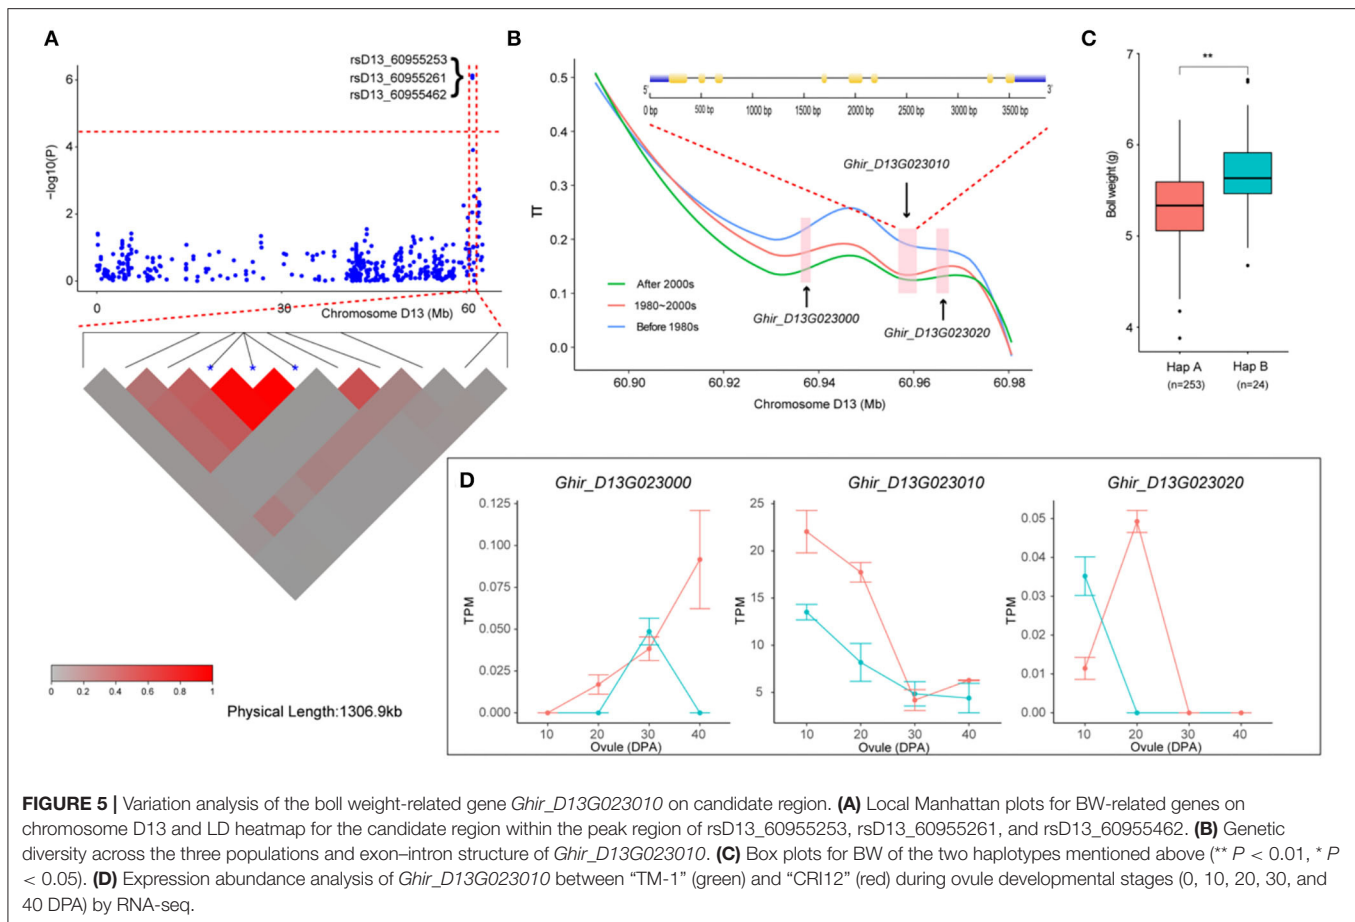 A
rsD13_60955253
rsD13_60955261
rsD13_60955462
6
4
2
0
−log10(P)
0 30 60
Chromosome D13 (Mb)
0 0.2 0.4 0.6 0.8 1
Physical Length:1306.9kb
B
5' 3'
0 bp 500 bp 1000 bp 1500 bp 2000 bp 2500 bp 3000 bp 3500 bp
0.5
0.4
0.3
0.2
0.1
0.0
π
Ghir_D13G023010
After 2000s
1980~2000s
Before 1980s
Ghir_D13G023000
Ghir_D13G023020
60.90 60.92 60.94 60.96 60.98
Chromosome D13 (Mb)
C
**
7
6
5
4
Boll weight (g)
Hap A Hap B
(n=253) (n=24)
D
Ghir_D13G023000
0.125
0.100
0.075
0.050
0.025
0.000
TPM
10 20 30 40
Ovule (DPA)
Ghir_D13G023010
25
20
15
10
5
TPM
10 20 30 40
Ovule (DPA)
Ghir_D13G023020
0.05
0.04
0.03
0.02
0.01
0.00
TPM
10 20 30 40
Ovule (DPA)
FIGURE 5 | Variation analysis of the boll weight-related gene Ghir_D13G023010 on candidate region. (A) Local Manhattan plots for BW-related genes on
chromosome D13 and LD heatmap for the candidate region within the peak region of rsD13_60955253, rsD13_60955261, and rsD13_60955462. (B) Genetic
diversity across the three populations and exon–intron structure of Ghir_D13G023010. (C) Box plots for BW of the two haplotypes mentioned above (** P < 0.01, * P
< 0.05). (D) Expression abundance analysis of Ghir_D13G023010 between “TM-1” (green) and “CRI12” (red) during ovule developmental stages (0, 10, 20, 30, and
40 DPA) by RNA-seq.